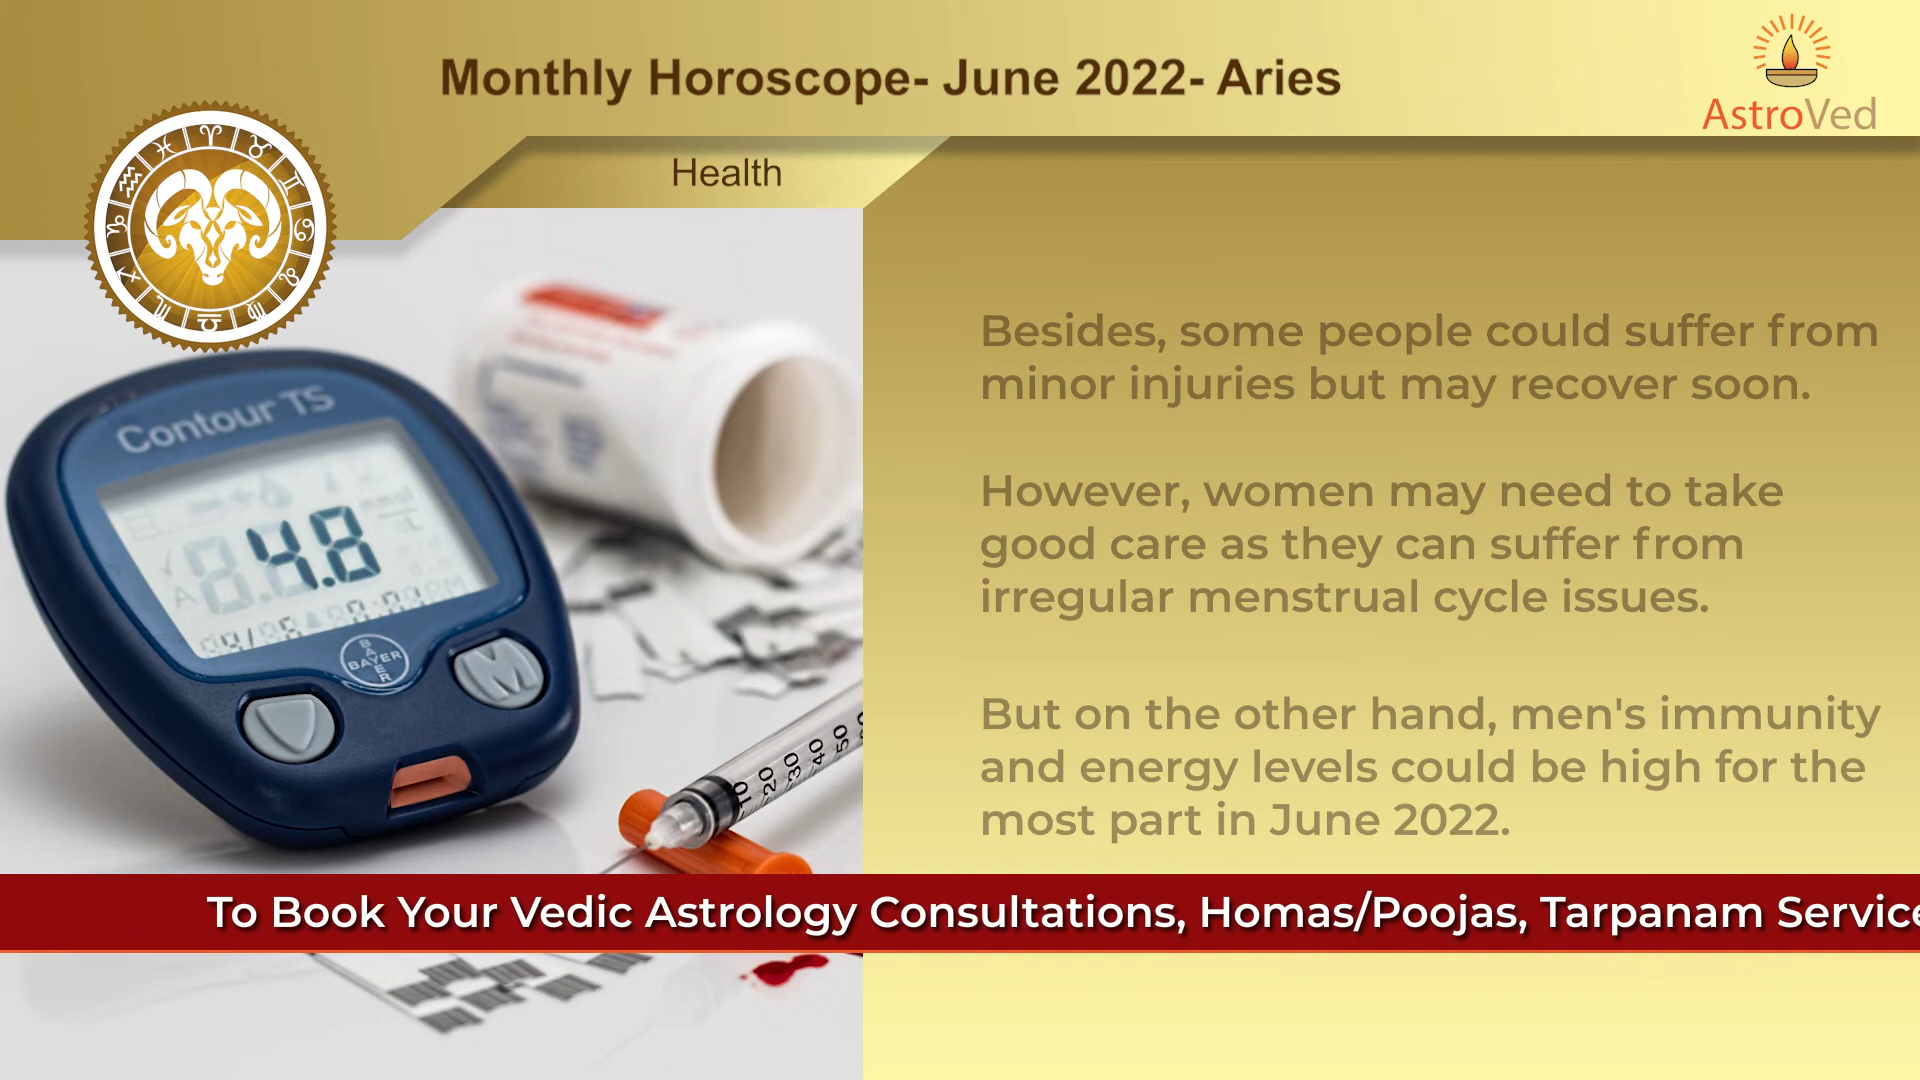 Monthly Horoscope- June 2022- Aries
AstroVed
Health
Besides, some people could suffer from
minor injuries but may recover soon.
However, women may need to take
good care as they can suffer from
irregular menstrual cycle issues.
But on the other hand, men's immunity
and energy levels could be high for the
most part in June 2022.
Contour TS
4.8
BAYER
BAYER
M
10 20 30 40 50
To Book Your Vedic Astrology Consultations, Homas/Poojas, Tarpanam Service